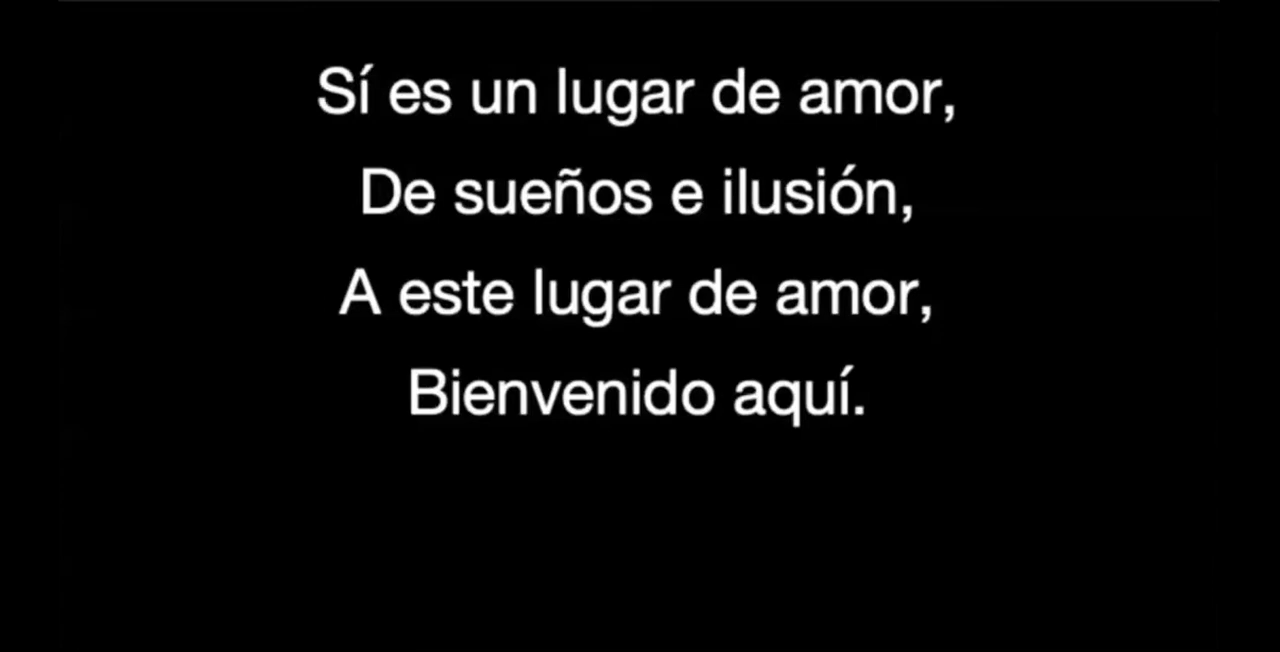 Sí es un lugar de amor,
De sueños e ilusión,
A este lugar de amor,
Bienvenido aquí.